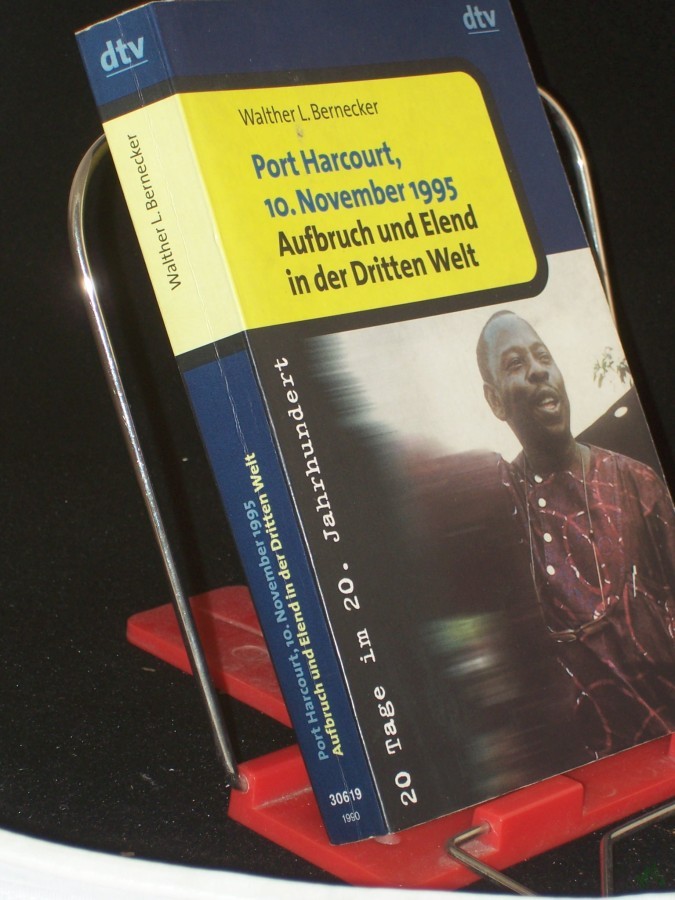 dtv
Walther L. Bernecker
Port Harcourt, 10. November 1995
Aufbruch und Elend in der Dritten Welt
30619
1990
dtv
Walther L. Bernecker
Port Harcourt,
10. November 1995
Aufbruch und Elend
in der Dritten Welt
20 Tage im 20. Jahrhundert